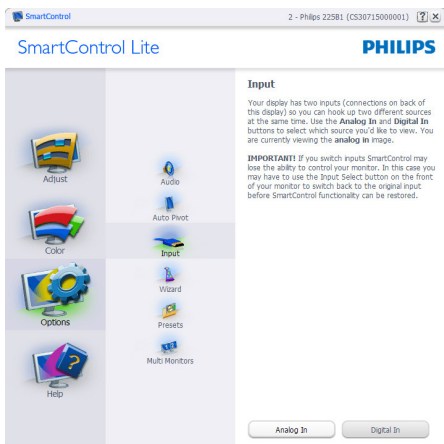 SmartControl
2 - Philips 225B1 (CS30715000001)
SmartControl Lite
PHILIPS
Adjust
Color
Options
Help
Audio
Auto Pivot
Input
Wizard
Presets
Multi Monitors
Input
Your display has two inputs (connections on back of
this display) so you can hook up two different sources
at the same time. Use the Analog In and Digital In
buttons to select which source you'd like to view. You
are currently viewing the analog in image.
IMPORTANT! If you switch inputs SmartControl may
lose the ability to control your monitor. In this case you
may have to use the Input Select button on the front
of your monitor to switch back to the original input
before SmartControl functionality can be restored.
Analog In
Digital In